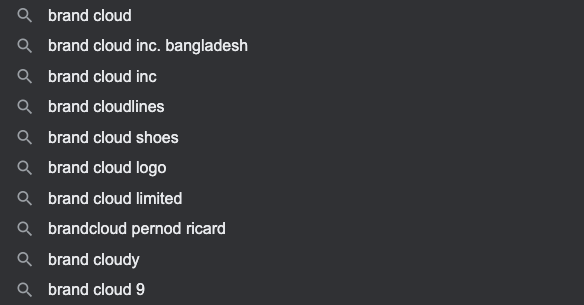 brand cloud
brand cloud inc. bangladesh
brand cloud inc
brand cloudlines
brand cloud shoes
brand cloud logo
brand cloud limited
brandcloud pernod ricard
brand cloudy
brand cloud 9